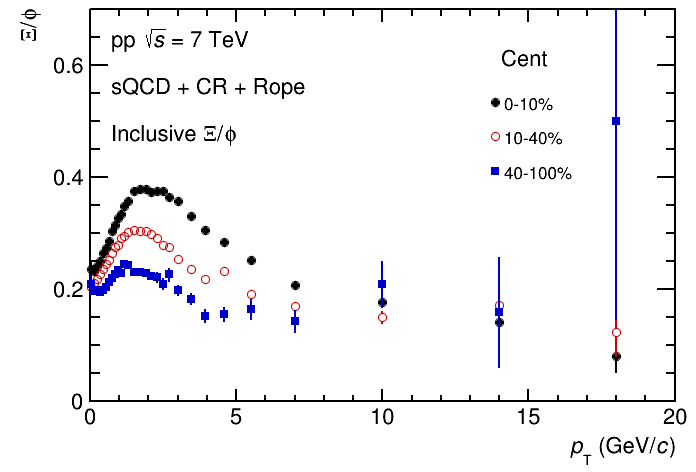 Ξ/ϕ
pp √s = 7 TeV
sQCD + CR + Rope
Inclusive Ξ/ϕ
Cent
0-10%
10-40%
40-100%
0.6
0.4
0.2
0
0 5 10 15 20
p_T (GeV/c)